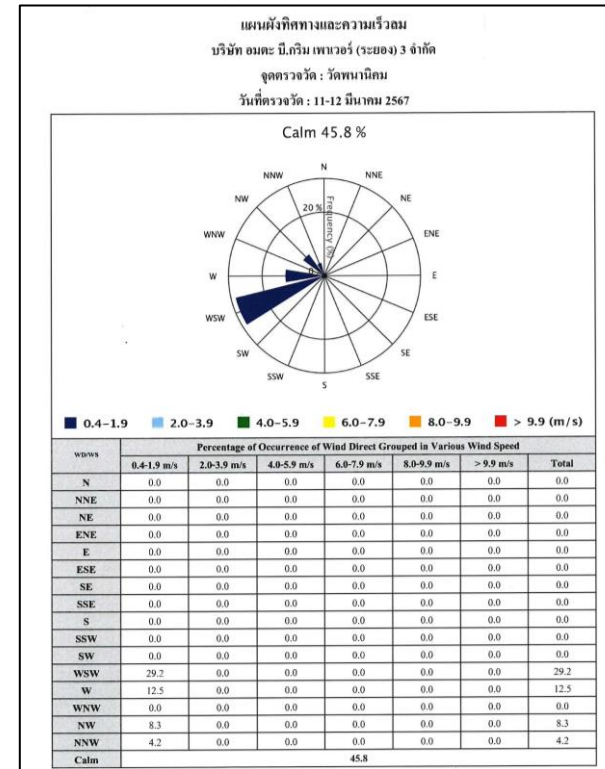 แผนผังทิศทางและความเร็วลม
บริษัท อมตะ บี.กริม เพาเวอร์ (ระยอง) 3 จำกัด
จุดตรวจวัด : วัดพนานิคม
วันที่ตรวจวัด : 11-12 มีนาคม 2567
Calm 45.8 %
N
NNW NNE
NW NE
20 %
Frequency (%)
WNW ENE
0
W E
WSW ESE
SW SE
SSW SSE
S
0.4-1.9 2.0-3.9 4.0-5.9 6.0-7.9 8.0-9.9 > 9.9 (m/s)
WD/WS Percentage of Occurrence of Wind Direct Grouped in Various Wind Speed
0.4-1.9 m/s 2.0-3.9 m/s 4.0-5.9 m/s 6.0-7.9 m/s 8.0-9.9 m/s > 9.9 m/s Total
N 0.0 0.0 0.0 0.0 0.0 0.0 0.0
NNE 0.0 0.0 0.0 0.0 0.0 0.0 0.0
NE 0.0 0.0 0.0 0.0 0.0 0.0 0.0
ENE 0.0 0.0 0.0 0.0 0.0 0.0 0.0
E 0.0 0.0 0.0 0.0 0.0 0.0 0.0
ESE 0.0 0.0 0.0 0.0 0.0 0.0 0.0
SE 0.0 0.0 0.0 0.0 0.0 0.0 0.0
SSE 0.0 0.0 0.0 0.0 0.0 0.0 0.0
S 0.0 0.0 0.0 0.0 0.0 0.0 0.0
SSW 0.0 0.0 0.0 0.0 0.0 0.0 0.0
SW 0.0 0.0 0.0 0.0 0.0 0.0 0.0
WSW 29.2 0.0 0.0 0.0 0.0 0.0 29.2
W 12.5 0.0 0.0 0.0 0.0 0.0 12.5
WNW 0.0 0.0 0.0 0.0 0.0 0.0 0.0
NW 8.3 0.0 0.0 0.0 0.0 0.0 8.3
NNW 4.2 0.0 0.0 0.0 0.0 0.0 4.2
Calm 45.8